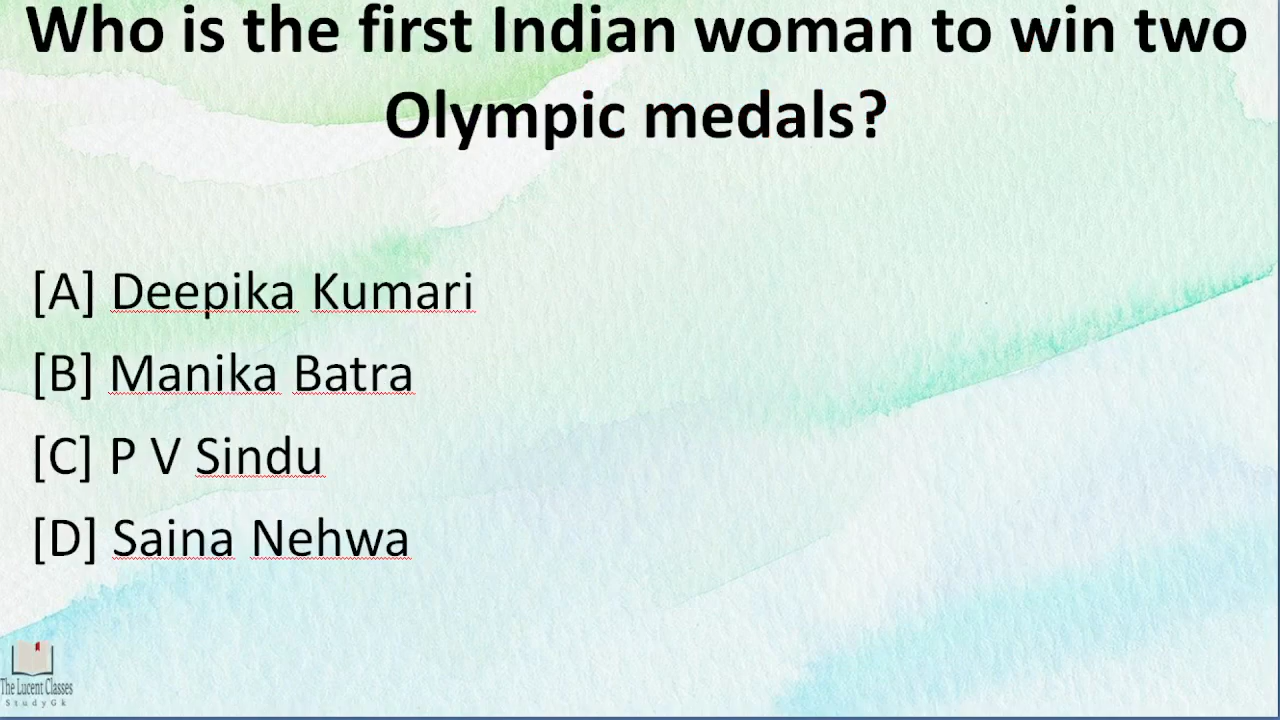 Who is the first Indian woman to win two
Olympic medals?
[A] Deepika Kumari
[B] Manika Batra
[C] P V Sindu
[D] Saina Nehwa
The Lucent Classes
StudyGk